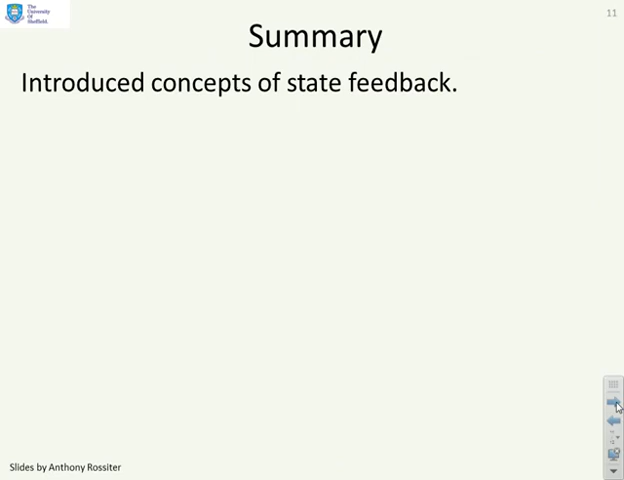 The
University
Of
Sheffield.
11
Summary
Introduced concepts of state feedback.
Slides by Anthony Rossiter